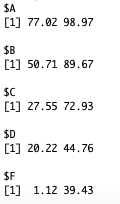 $A
[1] 77.02 98.97
$B
[1] 50.71 89.67
$C
[1] 27.55 72.93
$D
[1] 20.22 44.76
$F
[1]  1.12 39.43